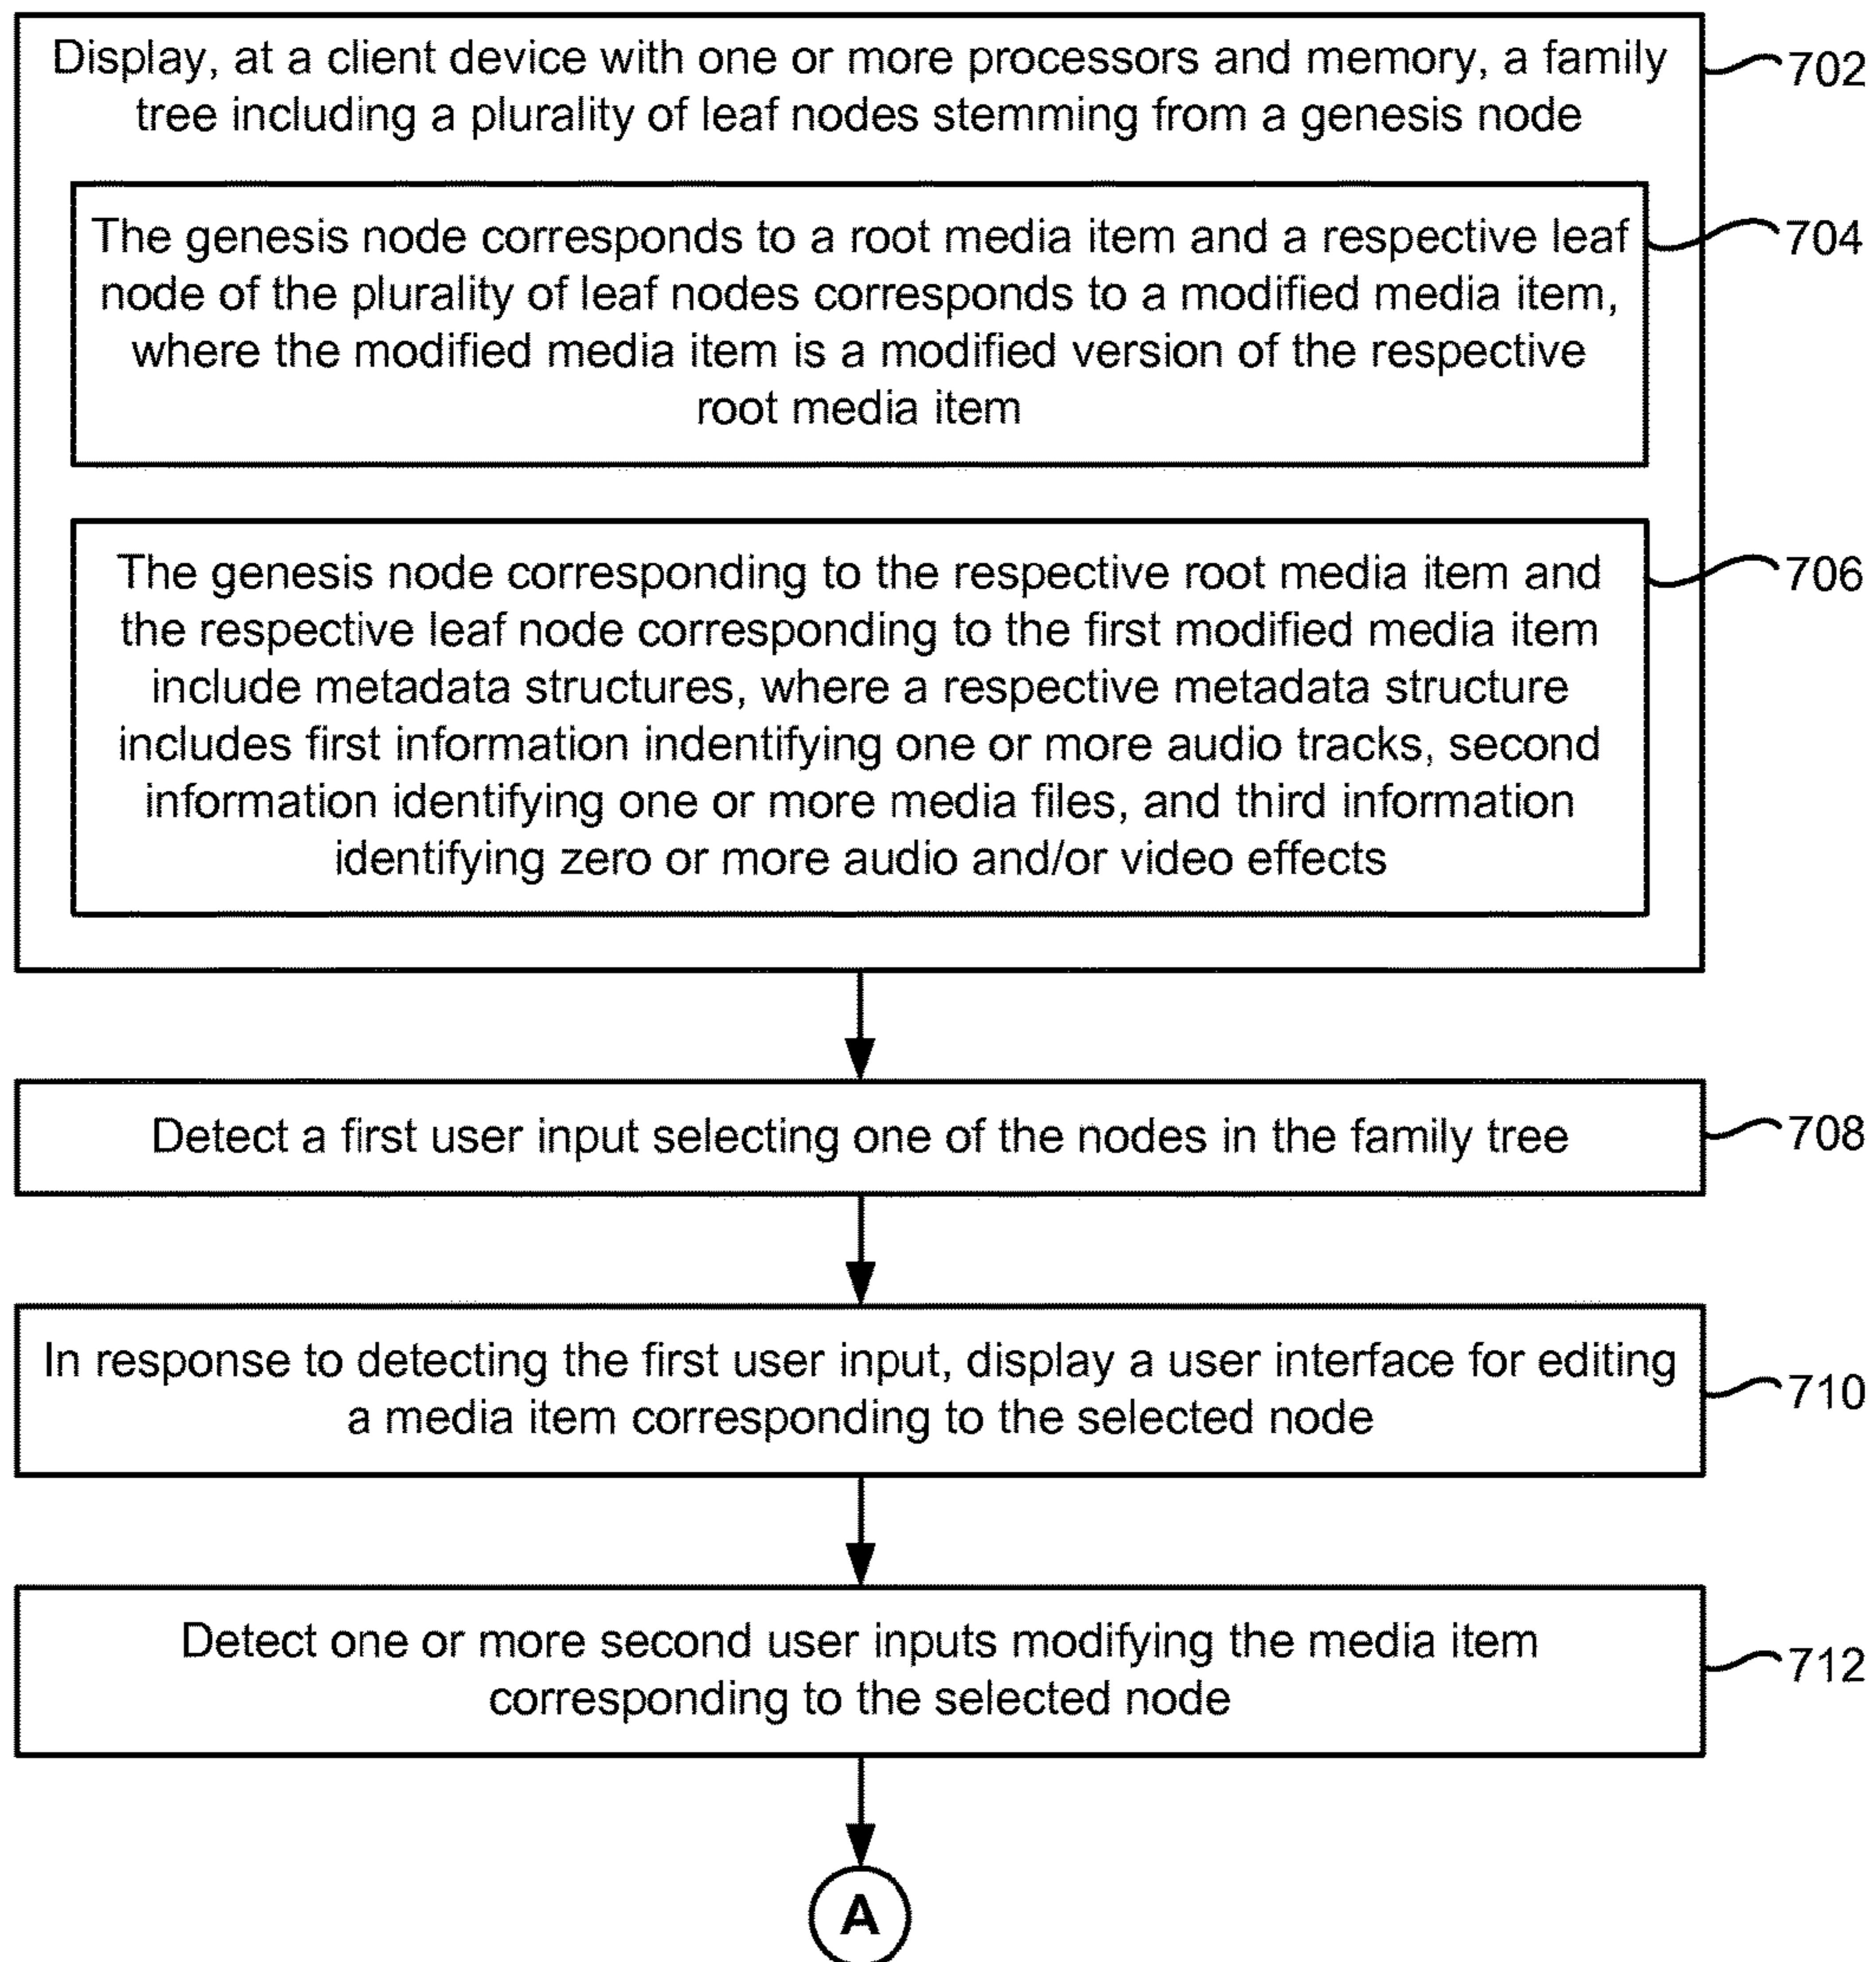 Display, at a client device with one or more processors and memory, a family
tree including a plurality of leaf nodes stemming from a genesis node
702
The genesis node corresponds to a root media item and a respective leaf
node of the plurality of leaf nodes corresponds to a modified media item,
where the modified media item is a modified version of the respective
root media item
704
The genesis node corresponding to the respective root media item and
the respective leaf node corresponding to the first modified media item
include metadata structures, where a respective metadata structure
includes first information indentifying one or more audio tracks, second
information identifying one or more media files, and third information
identifying zero or more audio and/or video effects
706
Detect a first user input selecting one of the nodes in the family tree
708
In response to detecting the first user input, display a user interface for editing
a media item corresponding to the selected node
710
Detect one or more second user inputs modifying the media item
corresponding to the selected node
712
A